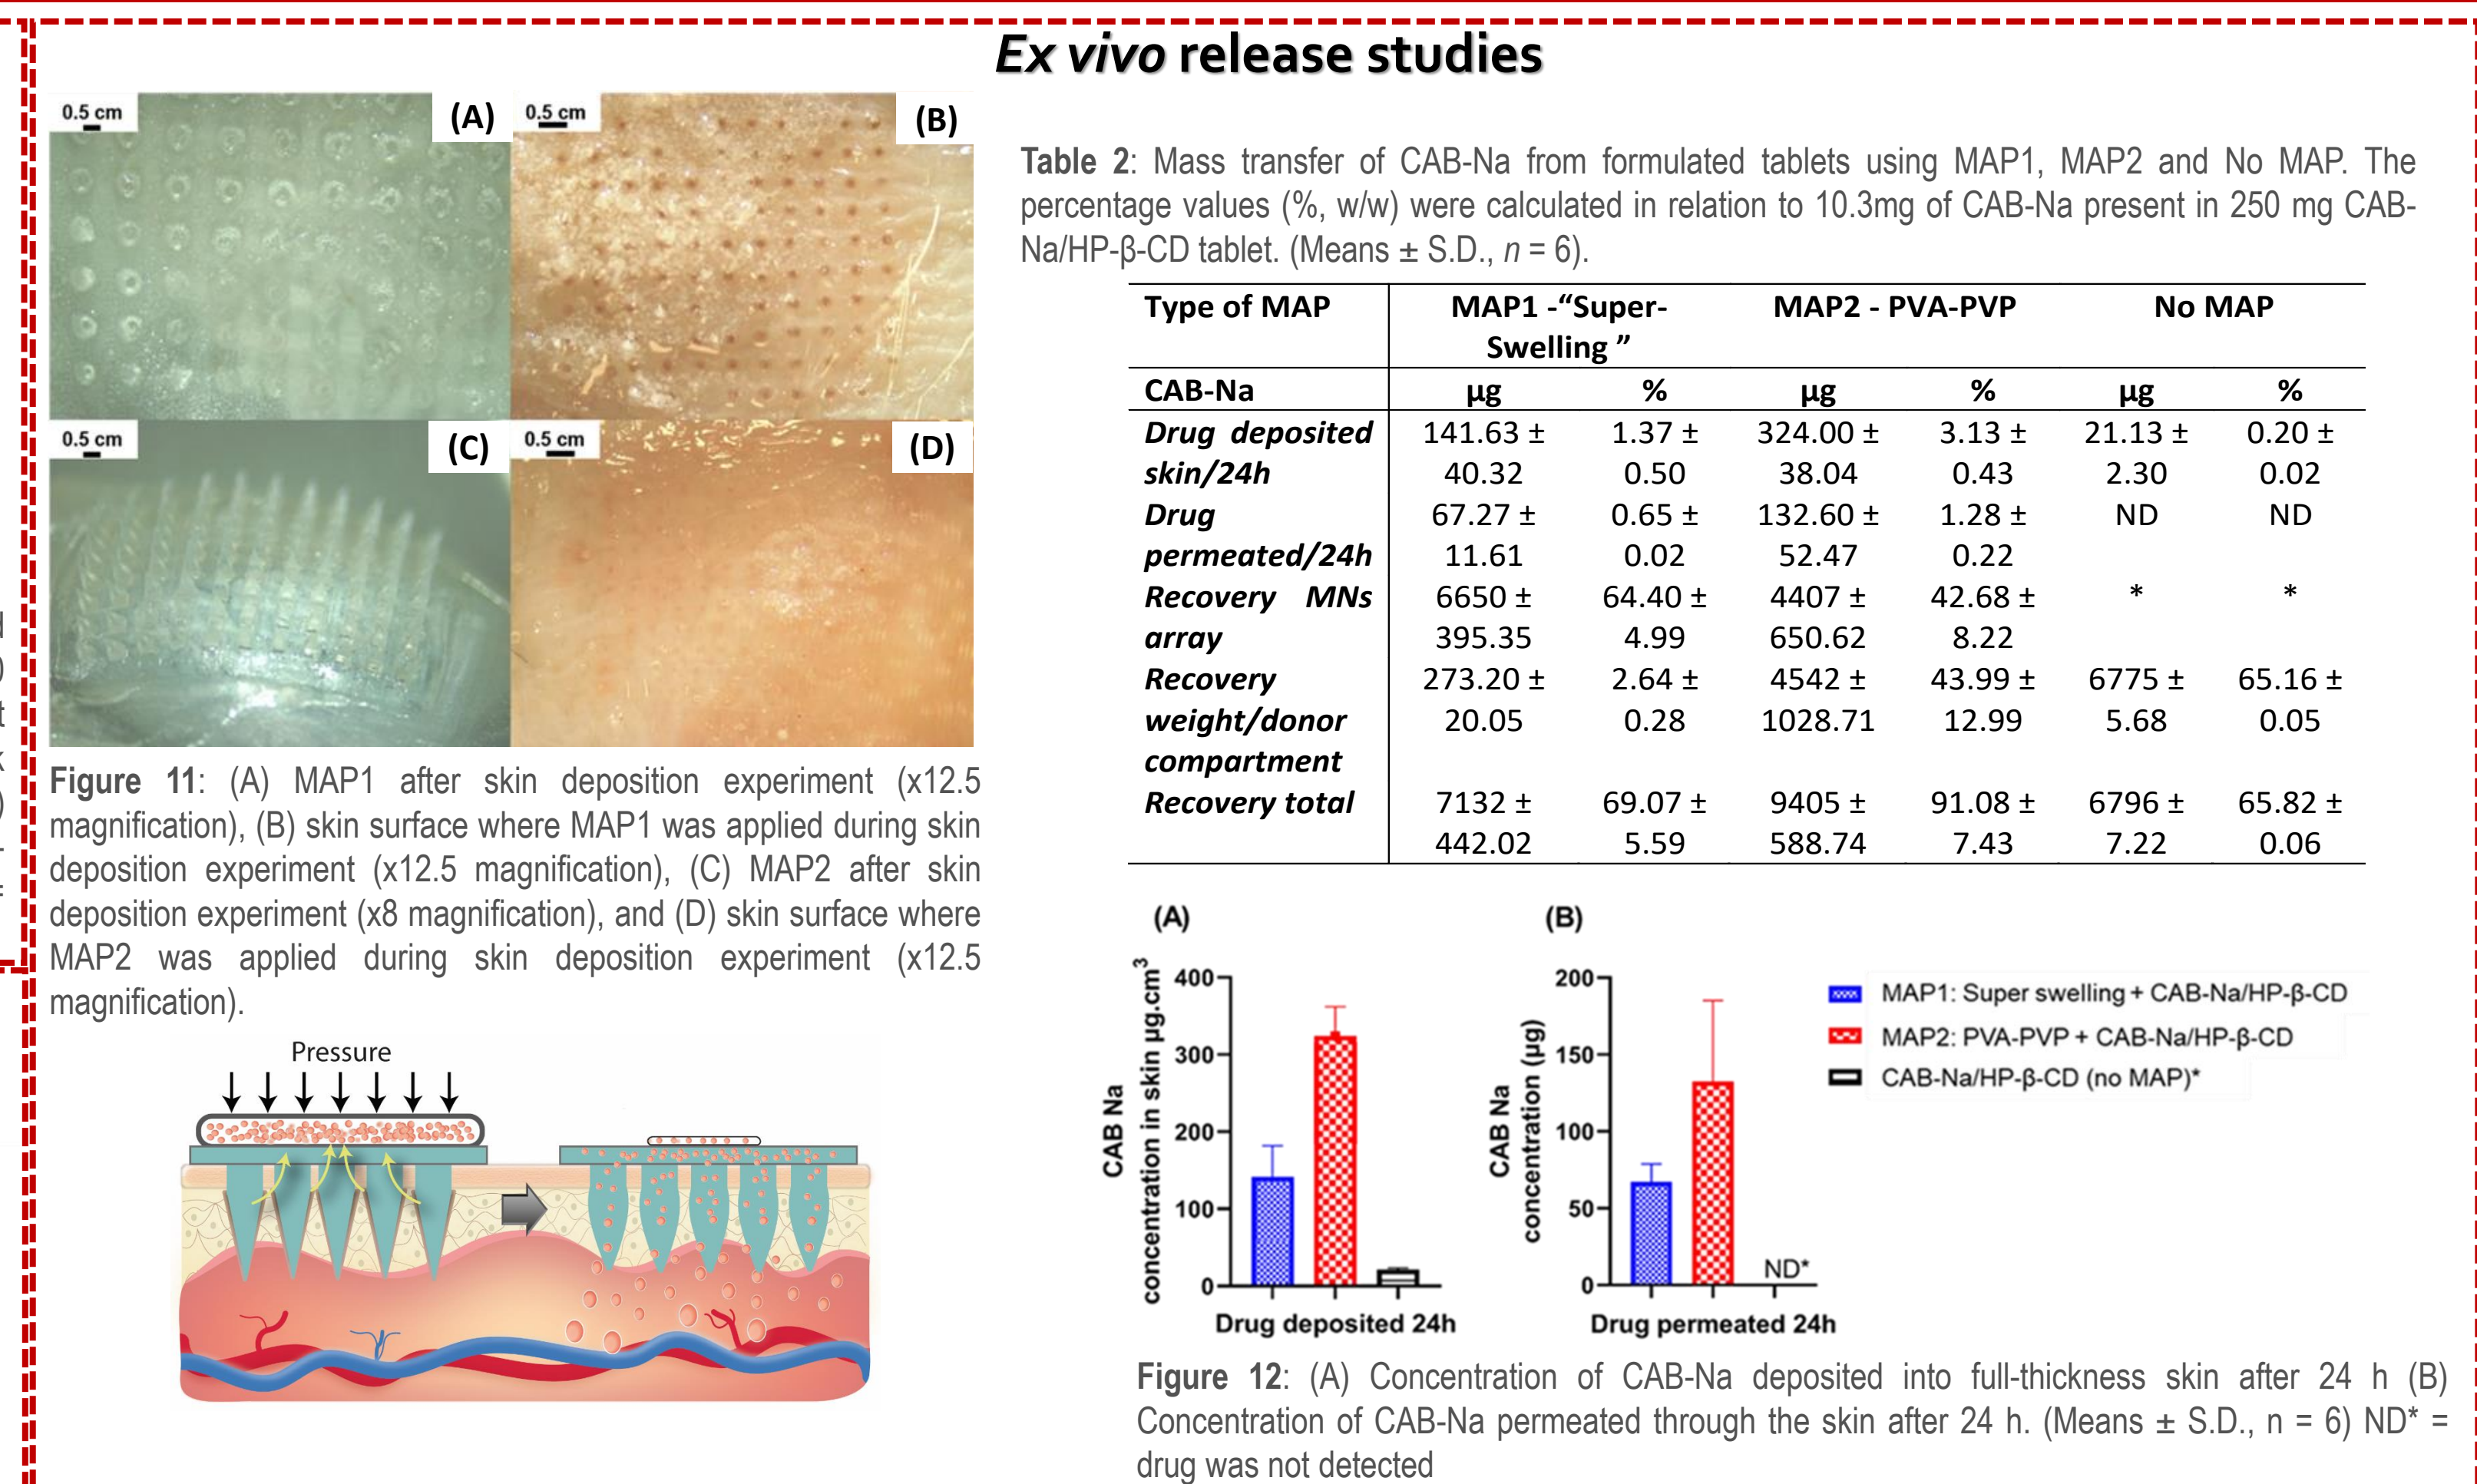 Ex vivo release studies
0.5 cm
(A)
0.5 cm
(B)
0.5 cm
(C)
0.5 cm
(D)
Figure 11: (A) MAP1 after skin deposition experiment (x12.5
magnification), (B) skin surface where MAP1 was applied during skin
deposition experiment (x12.5 magnification), (C) MAP2 after skin
deposition experiment (x8 magnification), and (D) skin surface where
MAP2 was applied during skin deposition experiment (x12.5
magnification).
Pressure
Table 2: Mass transfer of CAB-Na from formulated tablets using MAP1, MAP2 and No MAP. The
percentage values (%, w/w) were calculated in relation to 10.3mg of CAB-Na present in 250 mg CAB-
Na/HP-β-CD tablet. (Means ± S.D., n = 6).
Type of MAP MAP1 -“Super- MAP2 - PVA-PVP No MAP
Swelling ”
CAB-Na µg % µg % µg %
Drug deposited 141.63 ± 1.37 ± 324.00 ± 3.13 ± 21.13 ± 0.20 ±
skin/24h 40.32 0.50 38.04 0.43 2.30 0.02
Drug 67.27 ± 0.65 ± 132.60 ± 1.28 ± ND ND
permeated/24h 11.61 0.02 52.47 0.22
Recovery MNs 6650 ± 64.40 ± 4407 ± 42.68 ± * *
array 395.35 4.99 650.62 8.22
Recovery 273.20 ± 2.64 ± 4542 ± 43.99 ± 6775 ± 65.16 ±
weight/donor 20.05 0.28 1028.71 12.99 5.68 0.05
compartment
Recovery total 7132 ± 69.07 ± 9405 ± 91.08 ± 6796 ± 65.82 ±
442.02 5.59 588.74 7.43 7.22 0.06
(A)
CAB Na
concentration in skin µg.cm³
400
300
200
100
0
Drug deposited 24h
(B)
CAB Na
concentration (µg)
200
150
100
50
0
ND*
Drug permeated 24h
MAP1: Super swelling + CAB-Na/HP-β-CD
MAP2: PVA-PVP + CAB-Na/HP-β-CD
CAB-Na/HP-β-CD (no MAP)*
Figure 12: (A) Concentration of CAB-Na deposited into full-thickness skin after 24 h (B)
Concentration of CAB-Na permeated through the skin after 24 h. (Means ± S.D., n = 6) ND* =
drug was not detected